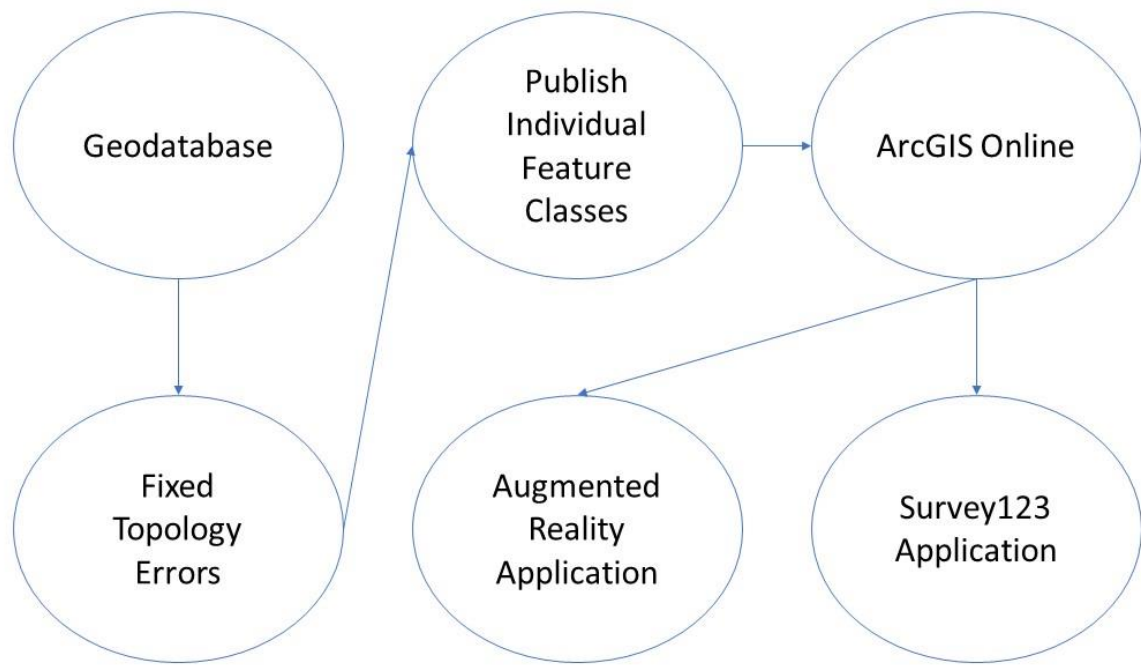 Geodatabase
Publish
Individual
Feature
Classes
ArcGIS Online
Fixed
Topology
Errors
Augmented
Reality
Application
Survey123
Application